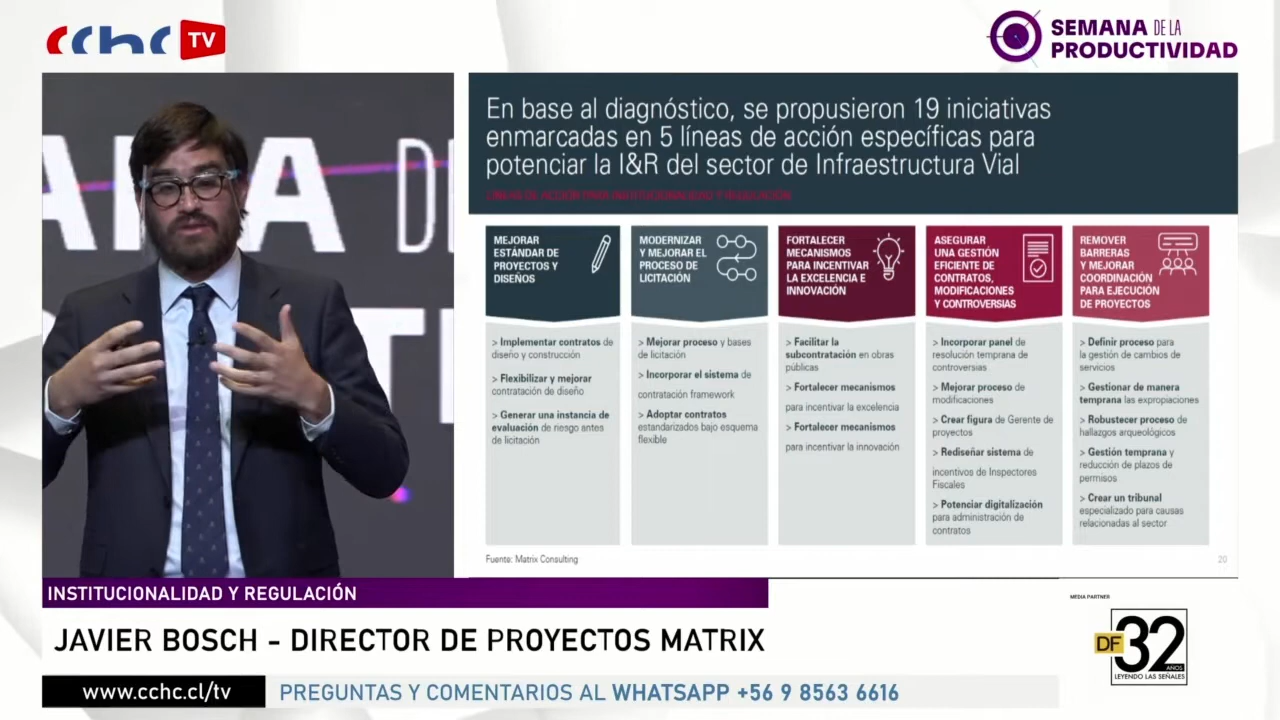 cchc TV
SEMANA DE LA
PRODUCTIVIDAD
En base al diagnóstico, se propusieron 19 iniciativas
enmarcadas en 5 líneas de acción específicas para
potenciar la I&R del sector de Infraestructura Vial
LÍNEAS DE ACCIÓN PARA INSTITUCIONALIDAD Y REGULACIÓN
MEJORAR
ESTÁNDAR DE
PROYECTOS Y
DISEÑOS
> Implementar contratos de
diseño y construcción
> Flexibilizar y mejorar
contratación de diseño
> Generar una instancia de
evaluación de riesgo antes
de licitación
MODERNIZAR
Y MEJORAR EL
PROCESO DE
LICITACIÓN
> Mejorar proceso y bases
de licitación
> Incorporar el sistema de
contratación framework
> Adoptar contratos
estandarizados bajo esquema
flexible
FORTALECER
MECANISMOS
PARA INCENTIVAR
LA EXCELENCIA E
INNOVACIÓN
> Facilitar la
subcontratación en obras
públicas
> Fortalecer mecanismos
para incentivar la excelencia
> Fortalecer mecanismos
para incentivar la innovación
ASEGURAR
UNA GESTIÓN
EFICIENTE DE
CONTRATOS,
MODIFICACIONES
Y CONTROVERSIAS
> Incorporar panel de
resolución temprana de
controversias
> Mejorar proceso de
modificaciones
> Crear figura de Gerente de
proyectos
> Rediseñar sistema de
incentivos de Inspectores
Fiscales
> Potenciar digitalización
para administración de
contratos
REMOVER
BARRERAS
Y MEJORAR
COORDINACIÓN
PARA EJECUCIÓN
DE PROYECTOS
> Definir proceso para
la gestión de cambios de
servicios
> Gestionar de manera
temprana las expropiaciones
> Robustecer proceso de
hallazgos arqueológicos
> Gestión temprana y
reducción de plazos de
permisos
> Crear un tribunal
especializado para causas
relacionadas al sector
Fuente: Matrix Consulting
20
INSTITUCIONALIDAD Y REGULACIÓN
JAVIER BOSCH - DIRECTOR DE PROYECTOS MATRIX
www.cchc.cl/tv
PREGUNTAS Y COMENTARIOS AL WHATSAPP +56 9 8563 6616
MEDIA PARTNER
DF 32
AÑOS
LEYENDO LAS SEÑALES